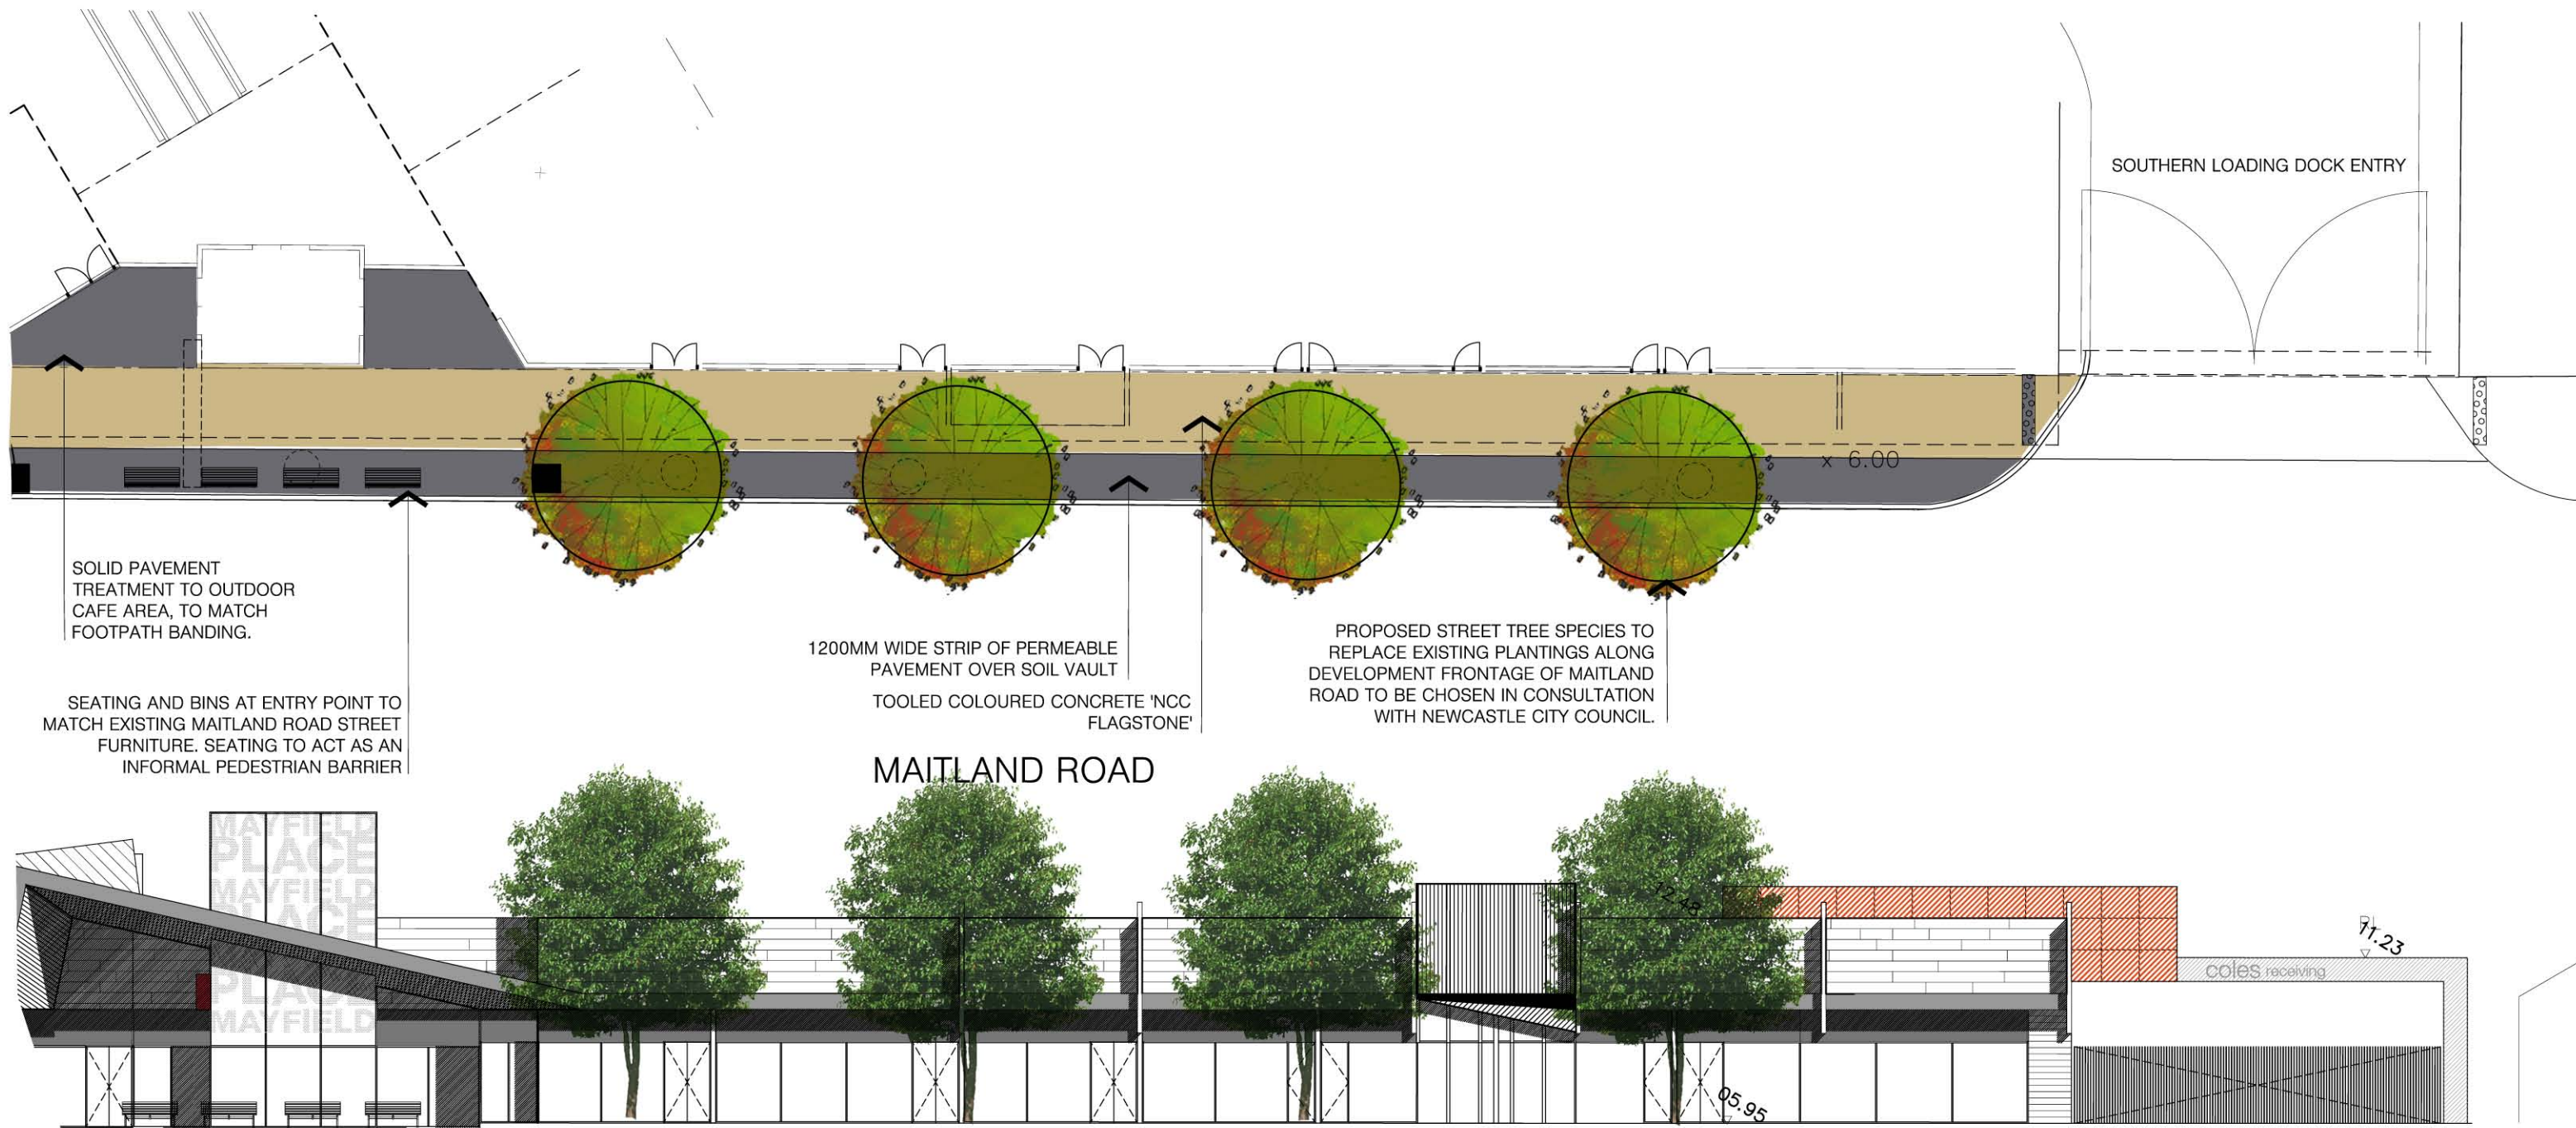 SOUTHERN LOADING DOCK ENTRY
x 6.00
SOLID PAVEMENT
TREATMENT TO OUTDOOR
CAFE AREA, TO MATCH
FOOTPATH BANDING.
SEATING AND BINS AT ENTRY POINT TO
MATCH EXISTING MAITLAND ROAD STREET
FURNITURE. SEATING TO ACT AS AN
INFORMAL PEDESTRIAN BARRIER
1200MM WIDE STRIP OF PERMEABLE
PAVEMENT OVER SOIL VAULT
TOOLED COLOURED CONCRETE 'NCC
FLAGSTONE'
PROPOSED STREET TREE SPECIES TO
REPLACE EXISTING PLANTINGS ALONG
DEVELOPMENT FRONTAGE OF MAITLAND
ROAD TO BE CHOSEN IN CONSULTATION
WITH NEWCASTLE CITY COUNCIL.
MAITLAND ROAD
MAYFIELD
PLACE
MAYFIELD
PLACE
PLACE
MAYFIELD
12.48
RL
11.23
coles receiving
05.95